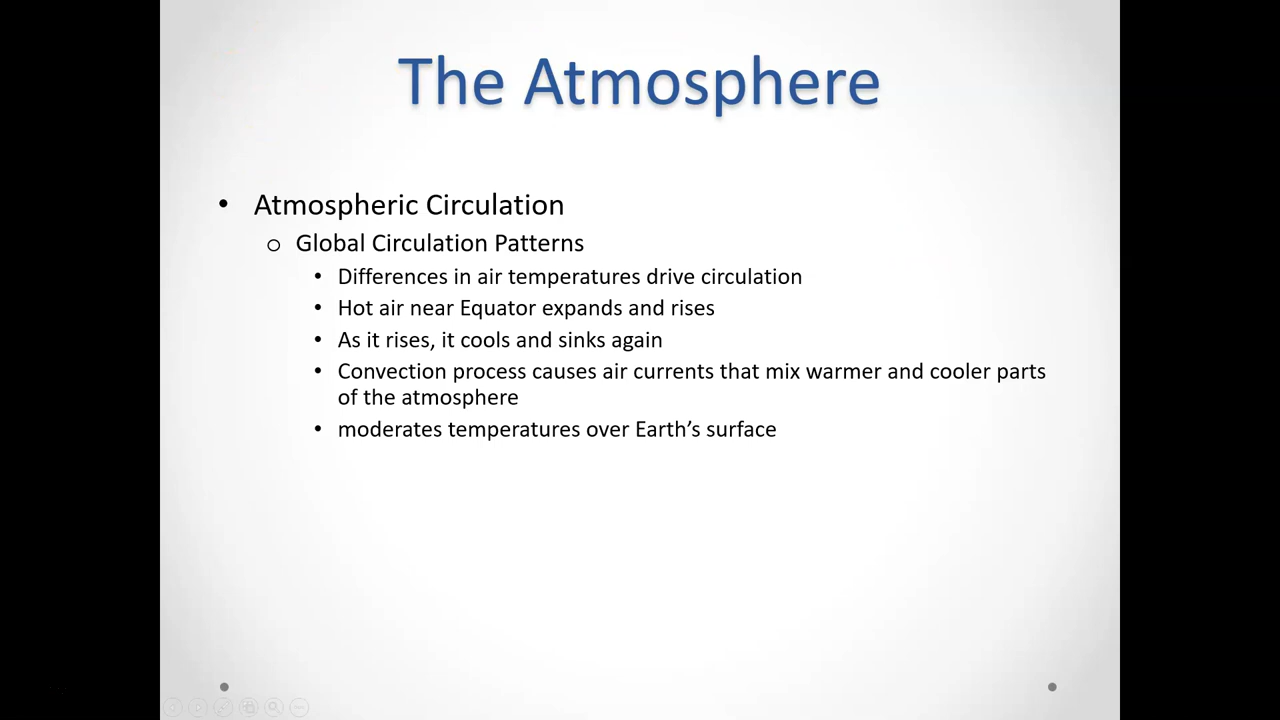 The Atmosphere
• Atmospheric Circulation
o Global Circulation Patterns
• Differences in air temperatures drive circulation
• Hot air near Equator expands and rises
• As it rises, it cools and sinks again
• Convection process causes air currents that mix warmer and cooler parts
of the atmosphere
• moderates temperatures over Earth’s surface